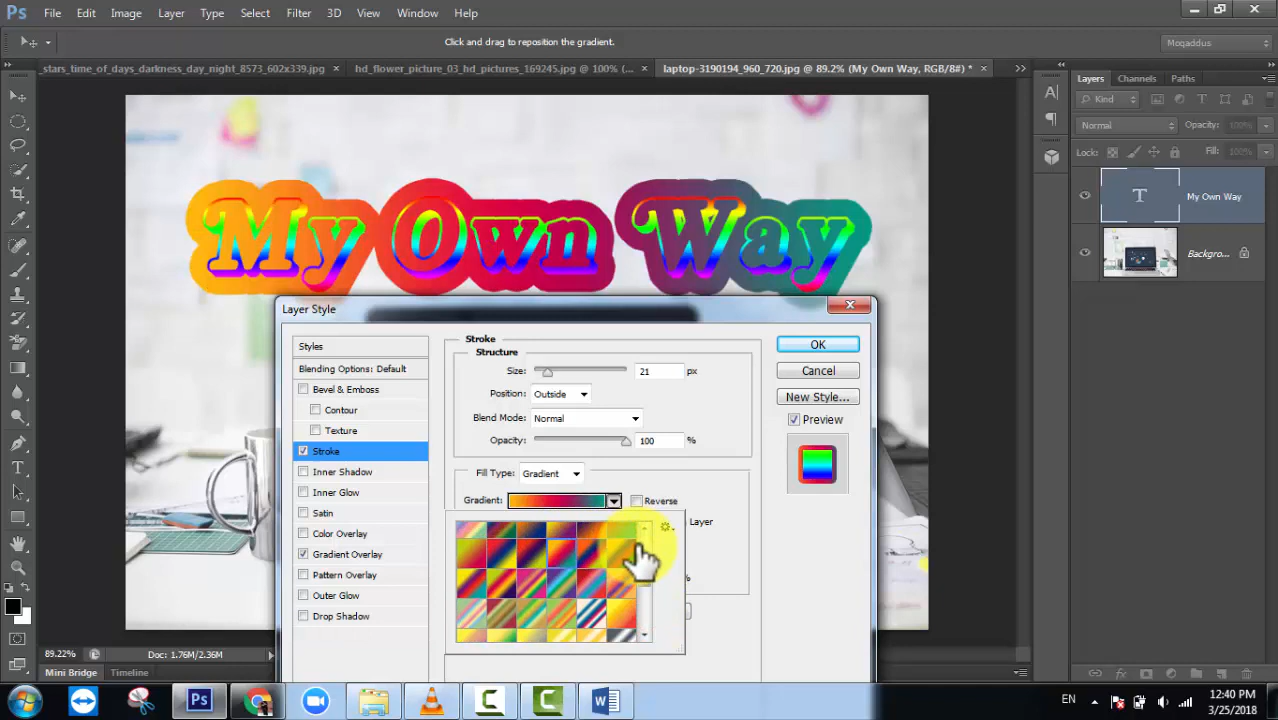 Ps File Edit Image Layer Type Select Filter 3D View Window Help
Click and drag to reposition the gradient.
Moqaddus
_stars_time_of_days_darkness_day_night_8573_602x339.jpg × hd_flower_picture_03_hd_pictures_169245.jpg @ 100% (... × laptop-3190194_960_720.jpg @ 89.2% (My Own Way, RGB/8#) * ×
Layers Channels Paths
Kind
Normal Opacity: 100%
Lock: Fill: 100%
T My Own Way
Backgro...
My Own Way
Layer Style
Styles
Blending Options: Default
Bevel & Emboss
Contour
Texture
Stroke
Inner Shadow
Inner Glow
Satin
Color Overlay
Gradient Overlay
Pattern Overlay
Outer Glow
Drop Shadow
Stroke
Structure
Size: 21 px
Position: Outside
Blend Mode: Normal
Opacity: 100 %
Fill Type: Gradient
Gradient: Reverse
Layer
%
OK
Cancel
New Style...
Preview
89.22% Doc: 1.76M/2.36M
Mini Bridge Timeline
EN
12:40 PM
3/25/2018